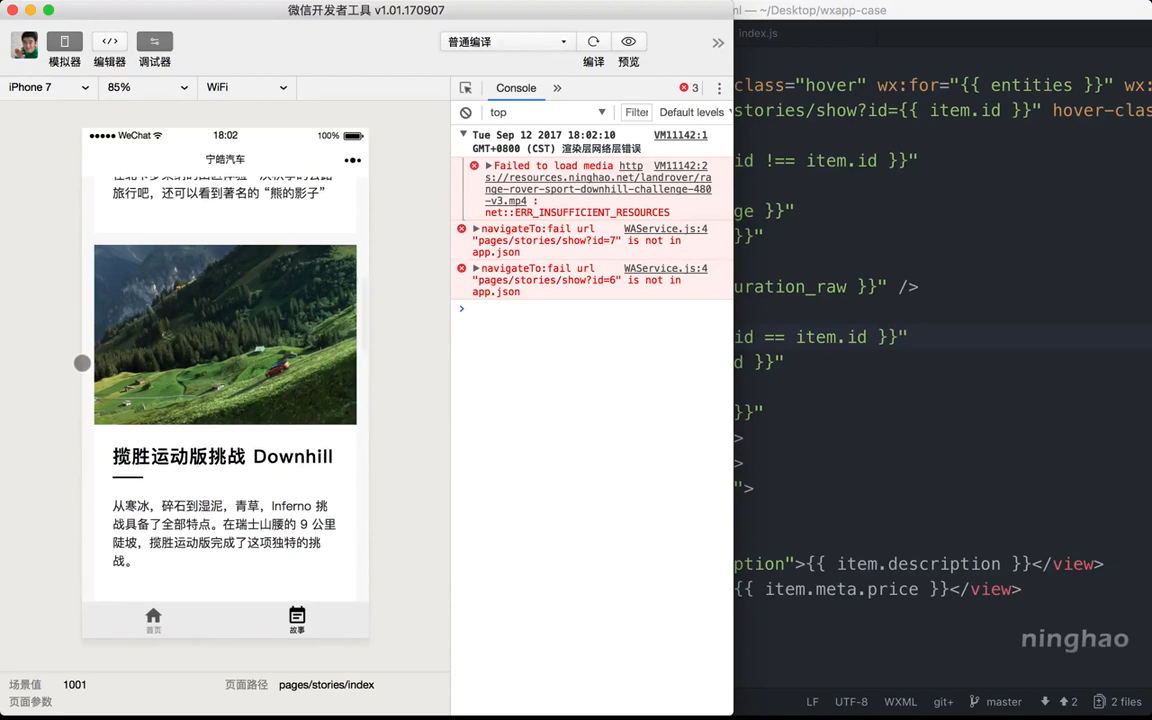 微信开发者工具 v1.01.170907
模拟器
编辑器
调试器
普通编译
编译
预览
iPhone 7
85%
WiFi
Console
3
top
Filter
Default levels
Tue Sep 12 2017 18:02:10 VM11142:1
GMT+0800 (CST) 渲染层网络层错误
Failed to load media http VM11142:2
s://resources.ninghao.net/landrover/ra
nge-rover-sport-downhill-challenge-480
-v3.mp4 :
net::ERR_INSUFFICIENT_RESOURCES
navigateTo:fail url WAService.js:4
"pages/stories/show?id=7" is not in
app.json
navigateTo:fail url WAService.js:4
"pages/stories/show?id=6" is not in
app.json
WeChat
18:02
100%
宁皓汽车
旅行吧，还可以看到著名的“熊的影子”
揽胜运动版挑战 Downhill
从寒冰，碎石到湿泥，青草，Inferno 挑
战具备了全部特点。在瑞士山腰的 9 公里
陡坡，揽胜运动版完成了这项独特的挑
战。
首页
故事
场景值 1001
页面路径 pages/stories/index
页面参数
ml — ~/Desktop/wxapp-case
index.js
class="hover" wx:for="{{ entities }}" wx:
stories/show?id={{ item.id }}" hover-clas
id !== item.id }}"
ge }}"
}}"
uration_raw }}" />
id == item.id }}"
d }}"
}}"
>
>
">
ption">{{ item.description }}</view>
{{ item.meta.price }}</view>
ninghao
LF
UTF-8
WXML
git+
master
2
2 files